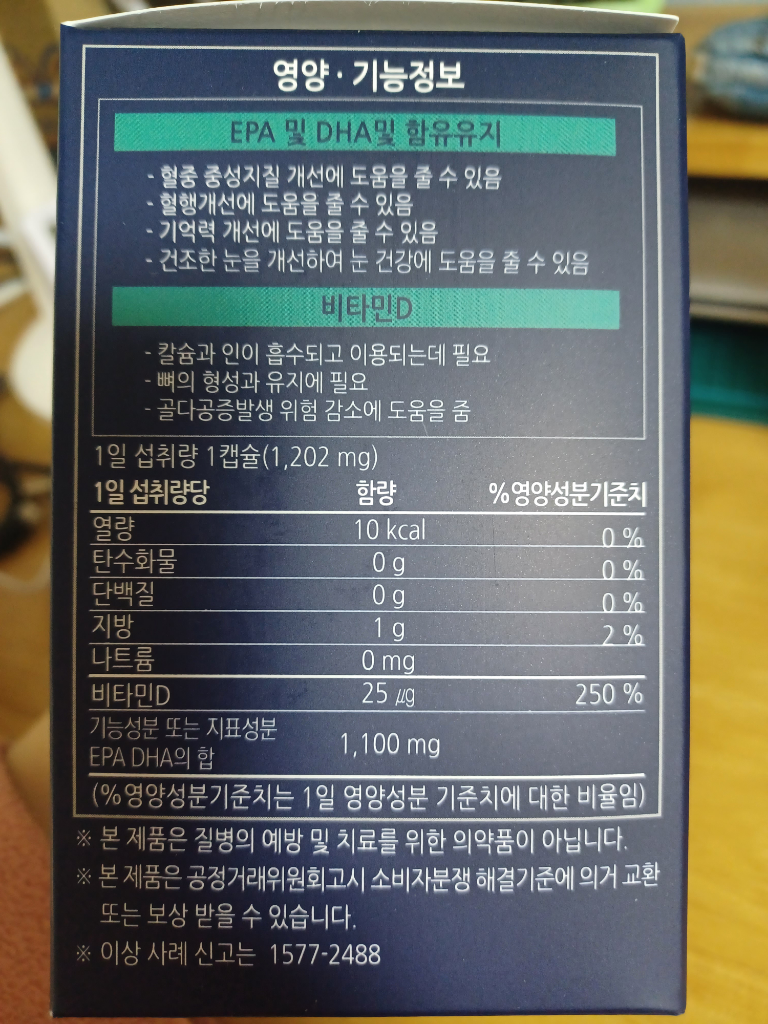 영양 · 기능정보
EPA 및 DHA및 함유유지
- 혈중 중성지질 개선에 도움을 줄 수 있음
- 혈행개선에 도움을 줄 수 있음
- 기억력 개선에 도움을 줄 수 있음
- 건조한 눈을 개선하여 눈 건강에 도움을 줄 수 있음
비타민D
- 칼슘과 인이 흡수되고 이용되는데 필요
- 뼈의 형성과 유지에 필요
- 골다공증발생 위험 감소에 도움을 줌
1일 섭취량 1캡슐(1,202 mg)
1일 섭취량당 함량 %영양성분기준치
열량 10 kcal 0 %
탄수화물 0 g 0 %
단백질 0 g 0 %
지방 1 g 2 %
나트륨 0 mg
비타민D 25 ㎍ 250 %
기능성분 또는 지표성분
EPA DHA의 합 1,100 mg
(%영양성분기준치는 1일 영양성분 기준치에 대한 비율임)
※ 본 제품은 질병의 예방 및 치료를 위한 의약품이 아닙니다.
※ 본 제품은 공정거래위원회고시 소비자분쟁 해결기준에 의거 교환
또는 보상 받을 수 있습니다.
※ 이상 사례 신고는 1577-2488